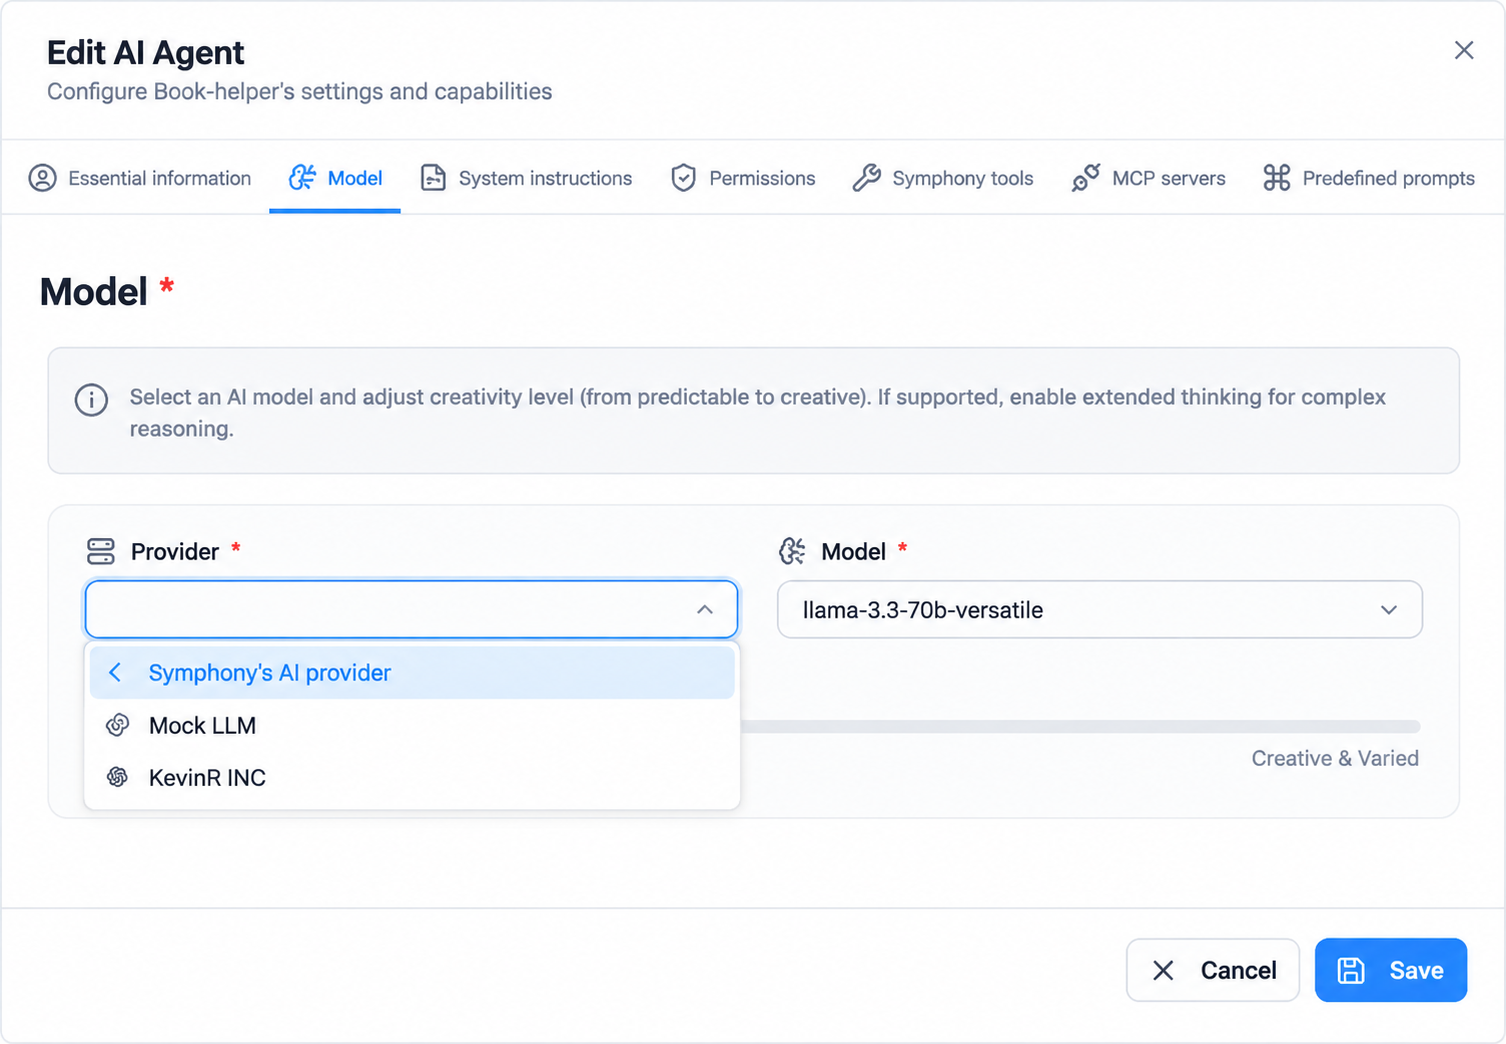 Edit AI Agent
Configure Book-helper's settings and capabilities
Essential information
Model
System instructions
Permissions
Symphony tools
MCP servers
Predefined prompts
Model *
Select an AI model and adjust creativity level (from predictable to creative). If supported, enable extended thinking for complex
reasoning.
Provider *
Model *
llama-3.3-70b-versatile
Symphony's AI provider
Mock LLM
KevinR INC
Creative & Varied
Cancel
Save